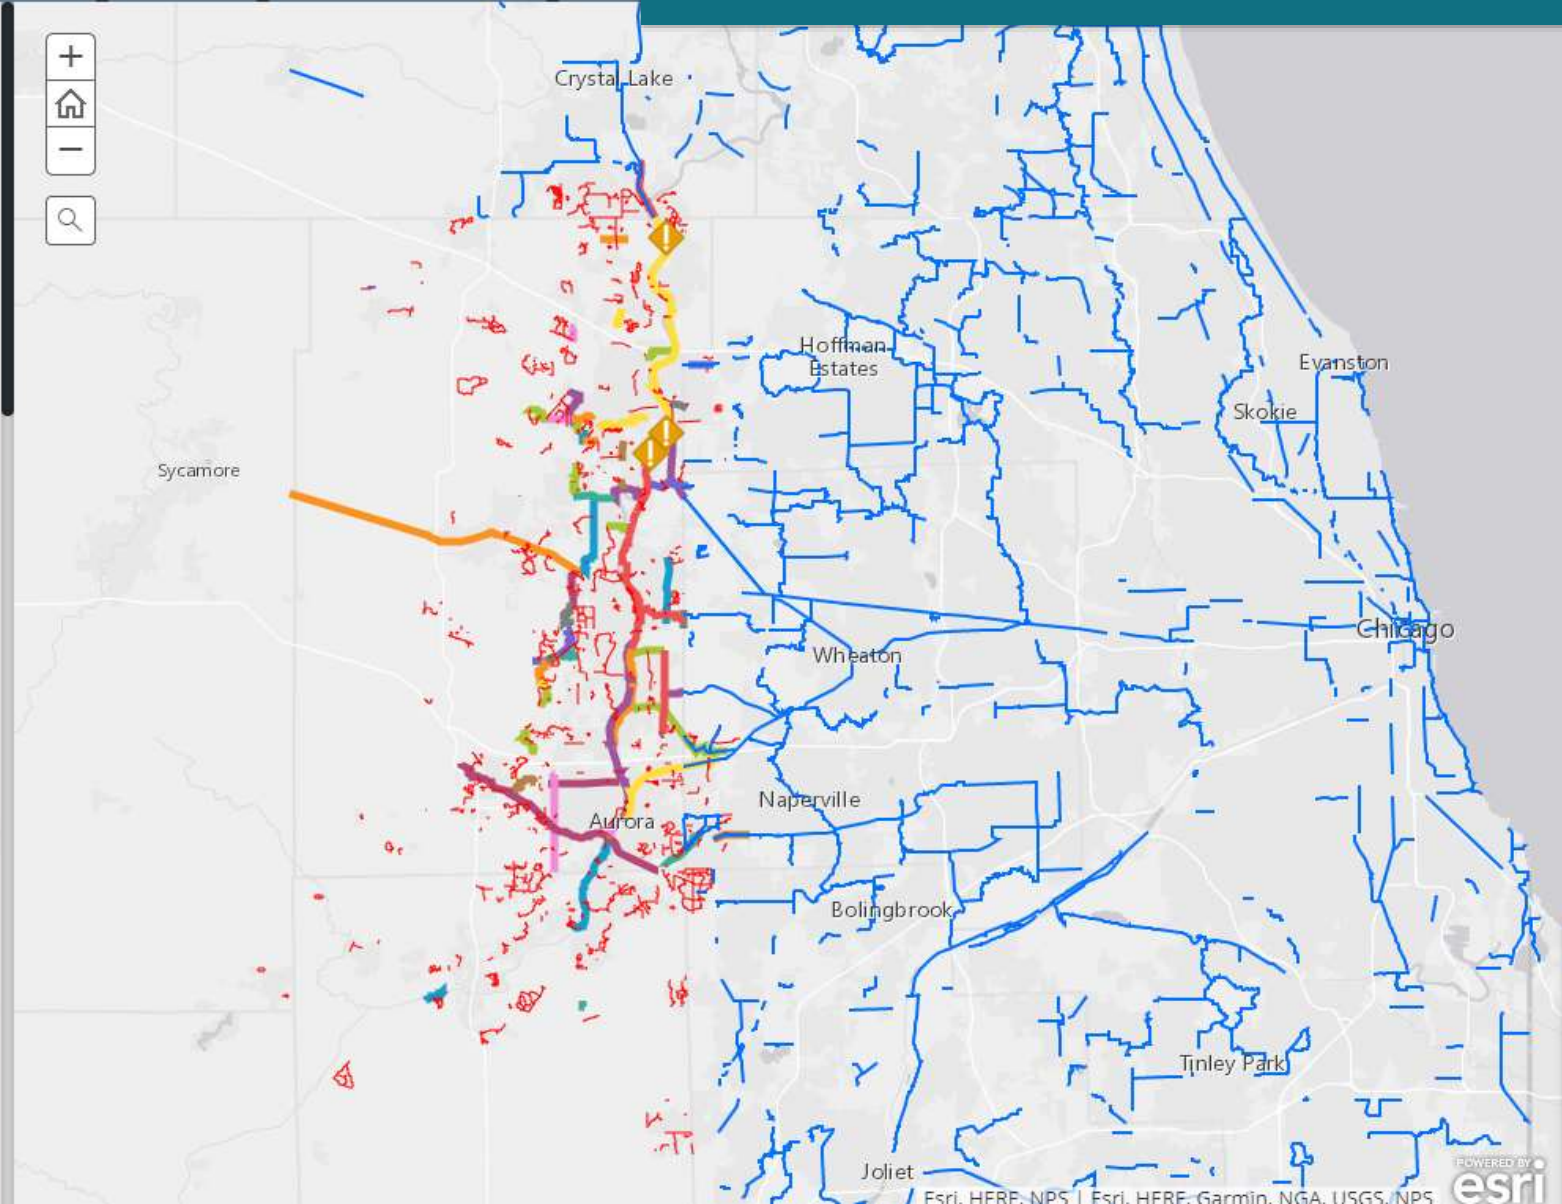 Crystal Lake
Hoffman
Estates
Evanston
Skokie
Sycamore
Chicago
Wheaton
Naperville
Aurora
Bolingbrook
Tinley Park
Joliet
POWERED BY
esri
Esri, HERE, NPS | Esri, HERE, Garmin, NGA, USGS, NPS